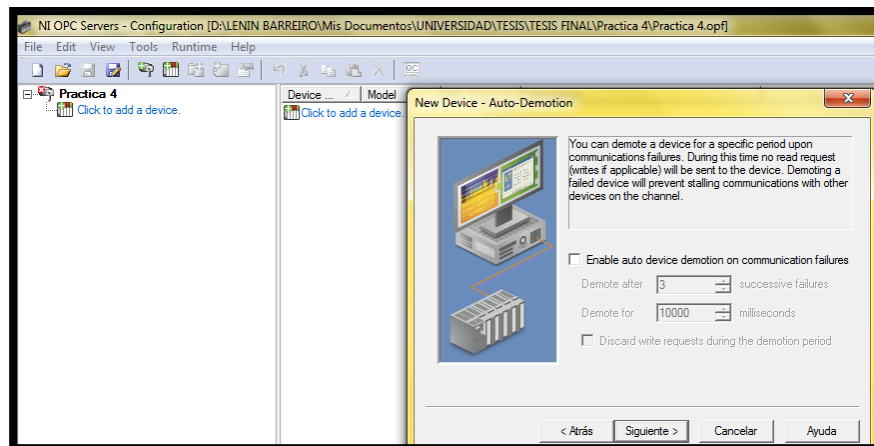 NI OPC Servers - Configuration [D:\LENIN BARREIRO\Mis Documentos\UNIVERSIDAD\TESIS\TESIS FINAL\Practica 4\Practica 4.opf]
File Edit View Tools Runtime Help
Practica 4
Click to add a device.
Device ... Model
Click to add a device.
New Device - Auto-Demotion
You can demote a device for a specific period upon
communications failures. During this time no read request
(writes if applicable) will be sent to the device. Demoting a
failed device will prevent stalling communications with other
devices on the channel.
Enable auto device demotion on communication failures
Demote after 3 successive failures
Demote for 10000 milliseconds
Discard write requests during the demotion period
< Atrás Siguiente > Cancelar Ayuda